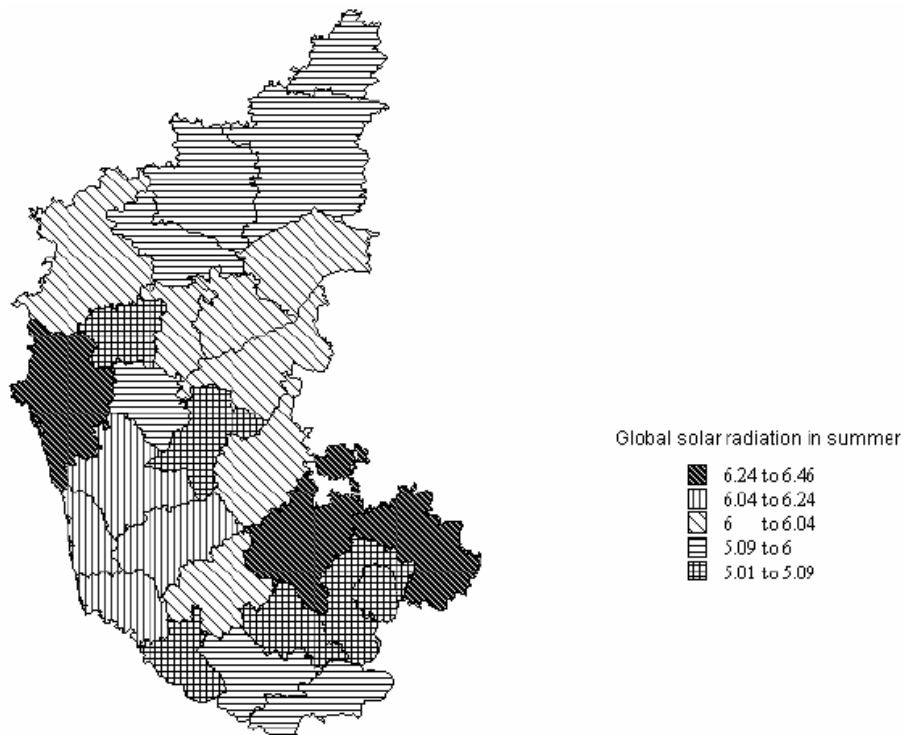 Global solar radiation in summer
6.24 to 6.46
6.04 to 6.24
6 to 6.04
5.09 to 6
5.01 to 5.09